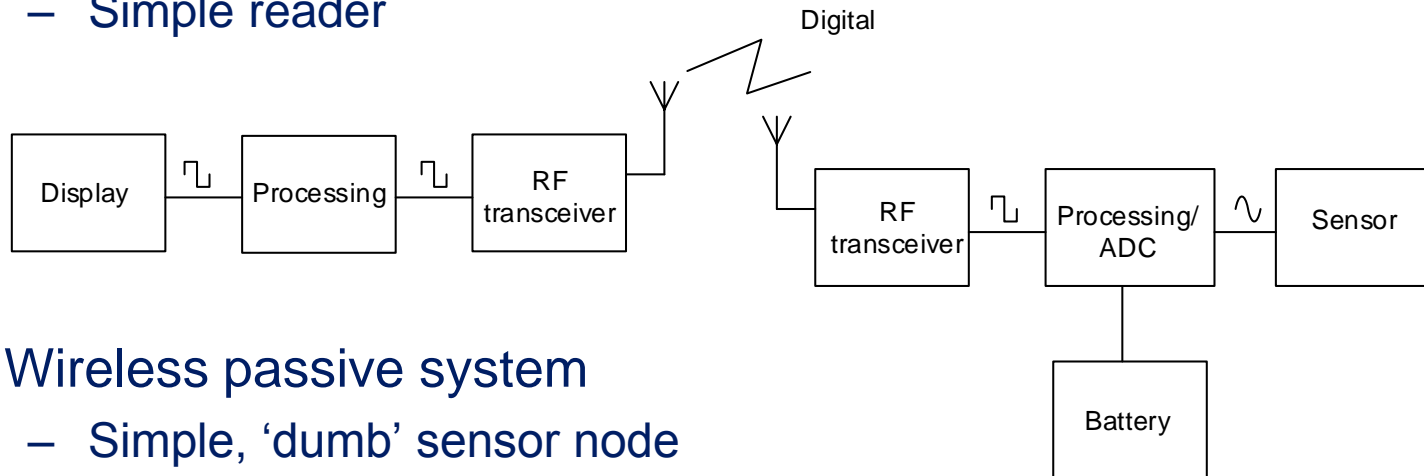 – Simple reader
Digital
Display
Processing
RF
transceiver
RF
transceiver
Processing/
ADC
Sensor
Battery
Wireless passive system
– Simple, ‘dumb’ sensor node